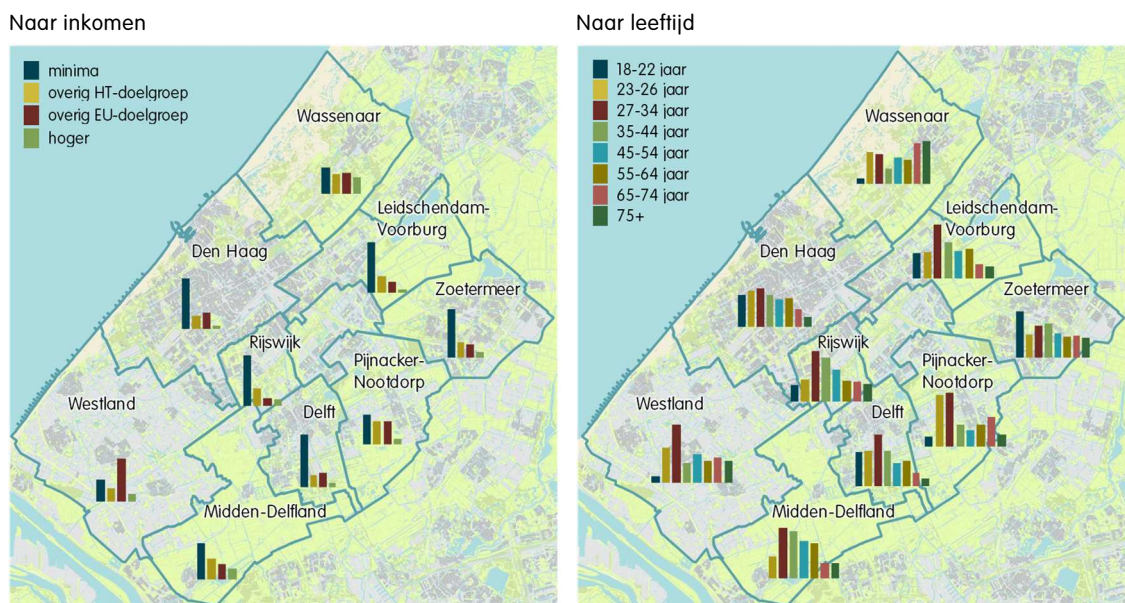 Naar inkomen
minima
overig HT-doelgroep
overig EU-doelgroep
hoger
Wassenaar
Leidschendam-
Voorburg
Den Haag
Zoetermeer
Rijswijk
Pijnacker-
Nootdorp
Westland
Delft
Midden-Delfland
Naar leeftijd
18-22 jaar
23-26 jaar
27-34 jaar
35-44 jaar
45-54 jaar
55-64 jaar
65-74 jaar
75+
Wassenaar
Leidschendam-
Voorburg
Den Haag
Zoetermeer
Rijswijk
Pijnacker-
Nootdorp
Westland
Delft
Midden-Delfland